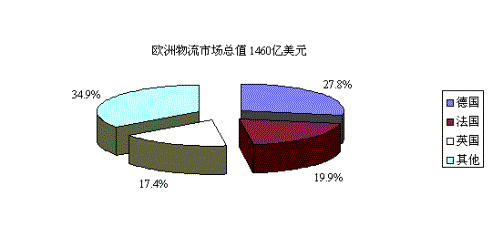 欧洲物流市场总值 1460亿美元
34.9%
27.8%
17.4%
19.9%
德国
法国
英国
其他